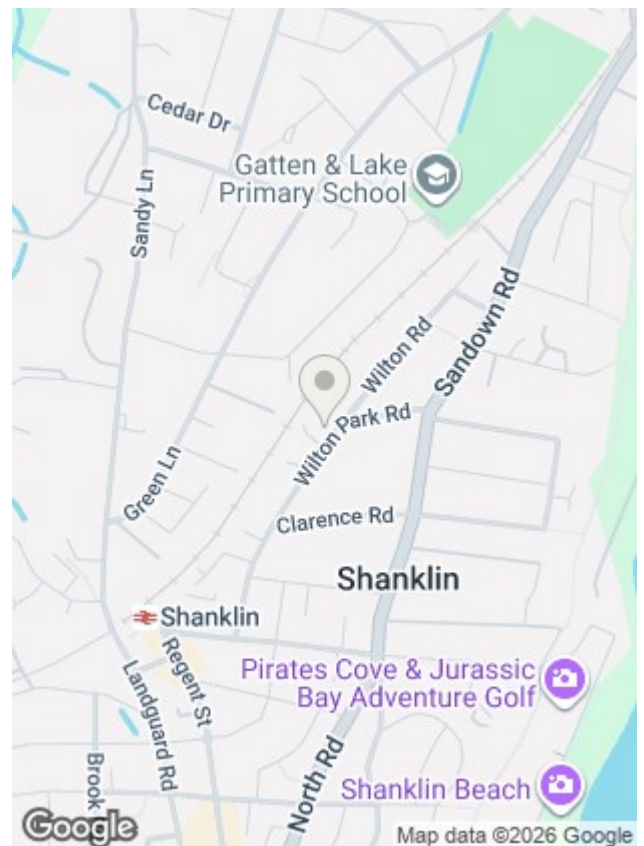 Cedar Dr
Sandy Ln
Gatten & Lake
Primary School
Wilton Rd
Sandown Rd
Wilton Park Rd
Green Ln
Clarence Rd
Shanklin
Shanklin
Regent St
Landguard Rd
Pirates Cove & Jurassic
Bay Adventure Golf
North Rd
Brook
Shanklin Beach
Google
Map data ©2026 Google